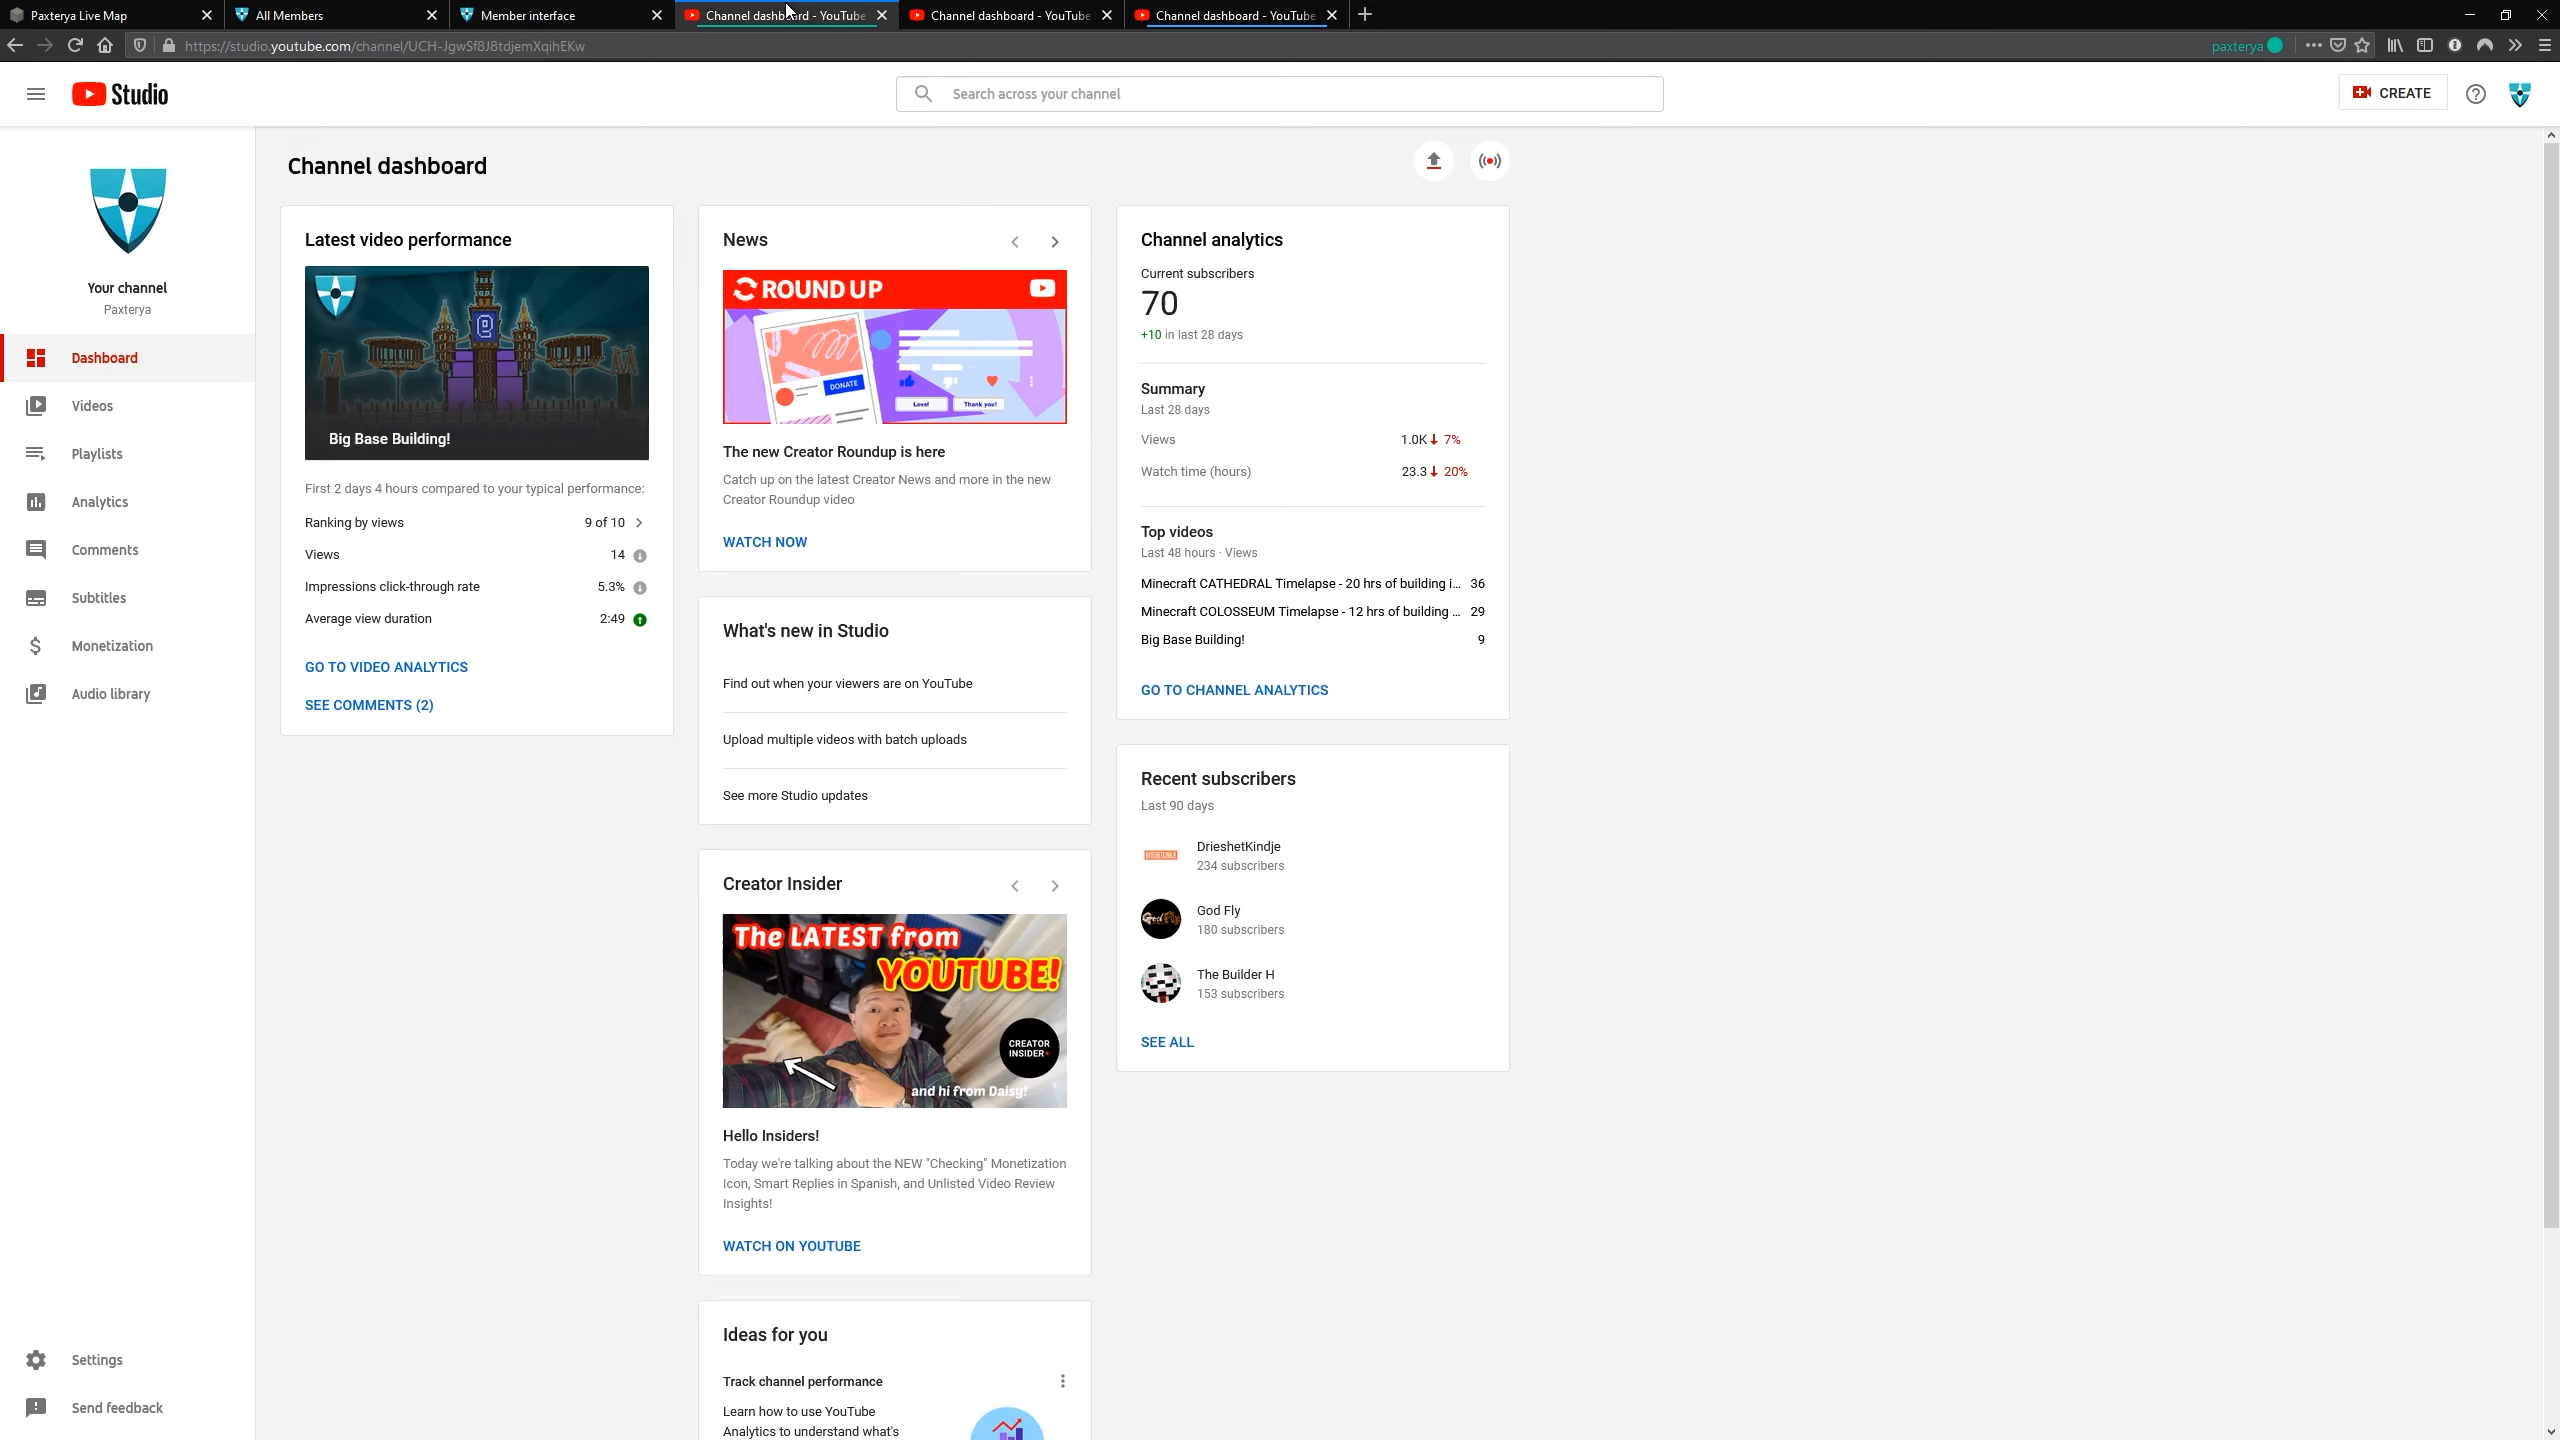 Paxterya Live Map
All Members
Member interface
Channel dashboard - YouTube
Channel dashboard - YouTube
Channel dashboard - YouTube
https://studio.youtube.com/channel/UCH-JgwSf8J8tdjemXqihEKw
paxterya
Studio
Search across your channel
CREATE
Your channel
Paxterya
Dashboard
Videos
Playlists
Analytics
Comments
Subtitles
Monetization
Audio library
Settings
Send feedback
Channel dashboard
Latest video performance
Big Base Building!
First 2 days 4 hours compared to your typical performance:
Ranking by views 9 of 10
Views 14
Impressions click-through rate 5.3%
Average view duration 2:49
GO TO VIDEO ANALYTICS
SEE COMMENTS (2)
News
ROUND UP
DONATE
Love!
Thank you!
The new Creator Roundup is here
Catch up on the latest Creator News and more in the new
Creator Roundup video
WATCH NOW
What's new in Studio
Find out when your viewers are on YouTube
Upload multiple videos with batch uploads
See more Studio updates
Creator Insider
The LATEST from
YOUTUBE!
CREATOR
INSIDER
and hi from Daisy!
Hello Insiders!
Today we're talking about the NEW "Checking" Monetization
Icon, Smart Replies in Spanish, and Unlisted Video Review
Insights!
WATCH ON YOUTUBE
Ideas for you
Track channel performance
Learn how to use YouTube
Analytics to understand what's
Channel analytics
Current subscribers
70
+10 in last 28 days
Summary
Last 28 days
Views 1.0K 7%
Watch time (hours) 23.3 20%
Top videos
Last 48 hours · Views
Minecraft CATHEDRAL Timelapse - 20 hrs of building i... 36
Minecraft COLOSSEUM Timelapse - 12 hrs of building ... 29
Big Base Building! 9
GO TO CHANNEL ANALYTICS
Recent subscribers
Last 90 days
DrieshetKindje
234 subscribers
God Fly
180 subscribers
The Builder H
153 subscribers
SEE ALL